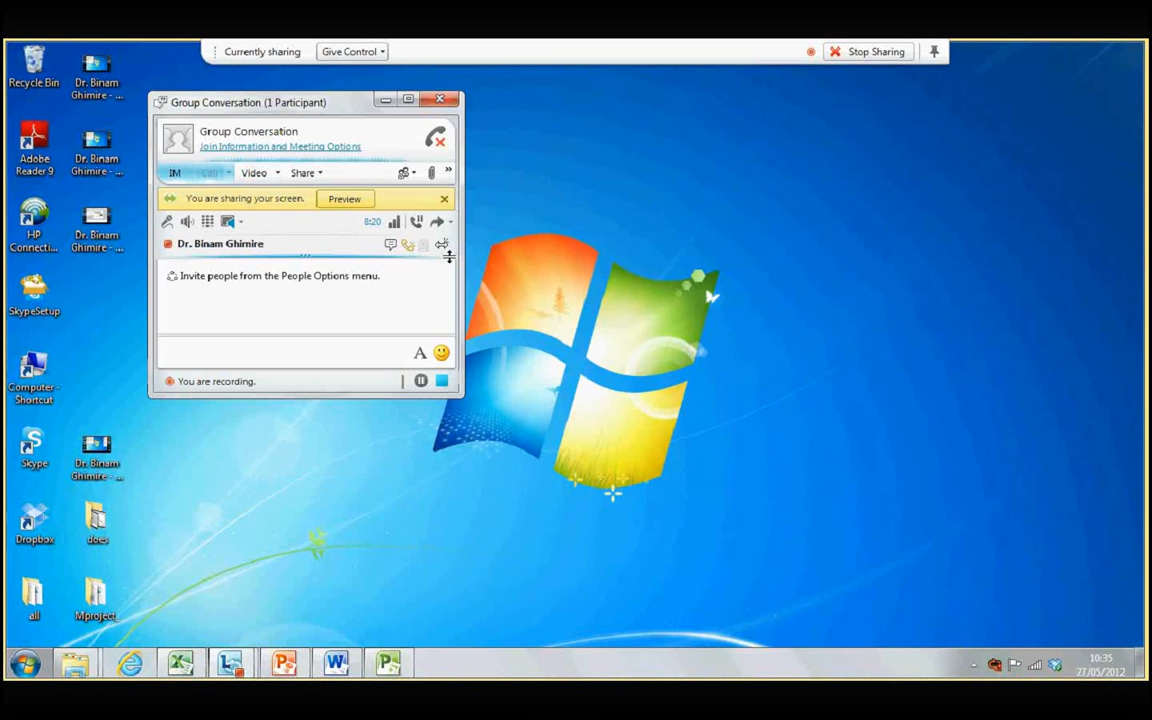 Currently sharing
Give Control
Stop Sharing
Recycle Bin
Dr. Binam
Ghimire - ...
Adobe
Reader 9
Dr. Binam
Ghimire - ...
HP
Connecti...
Dr. Binam
Ghimire - ...
SkypeSetup
Computer -
Shortcut
Skype
Dr. Binam
Ghimire - ...
Dropbox
does
all
Mproject_
Group Conversation (1 Participant)
Group Conversation
Join Information and Meeting Options
IM
Call
Video
Share
You are sharing your screen.
Preview
8:20
Dr. Binam Ghimire
Invite people from the People Options menu.
A
You are recording.
10:35
27/05/2012